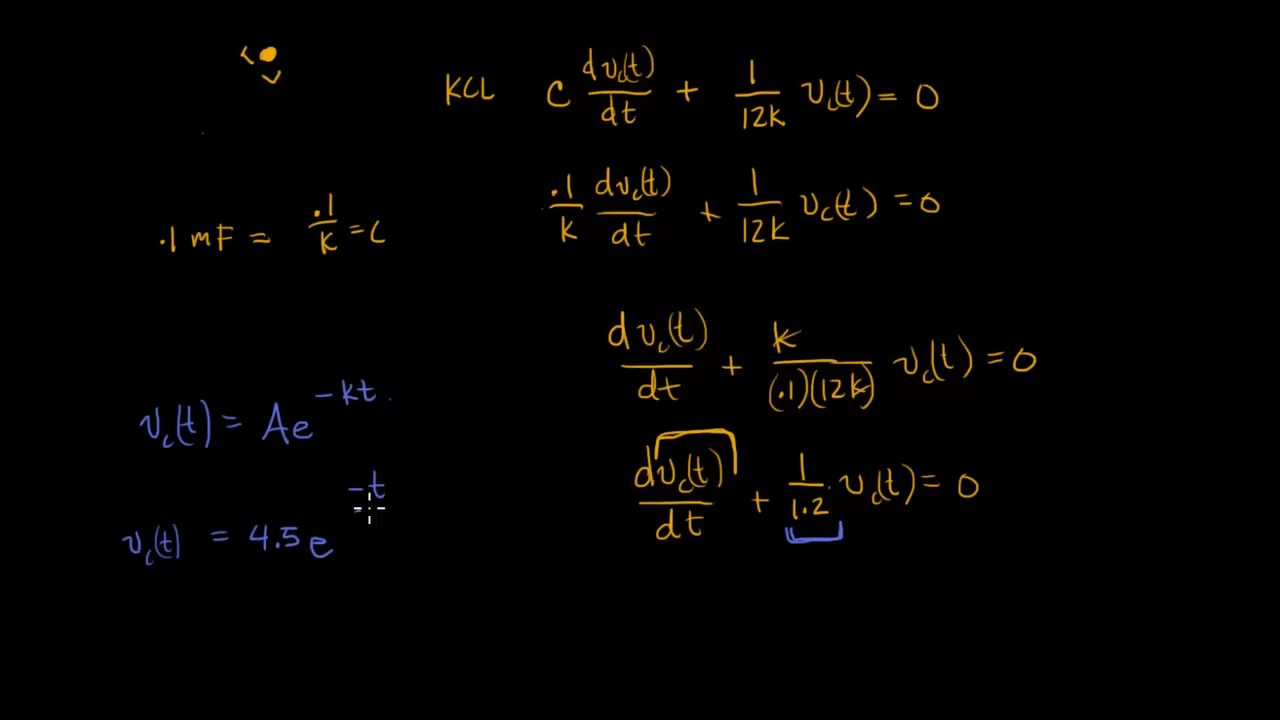 KCL C dv_c(t)/dt + 1/12k v_c(t) = 0
.1/k dv_c(t)/dt + 1/12k v_c(t) = 0
.1 mF = .1/k = C
dv_c(t)/dt + k/(.1)(12k) v_c(t) = 0
v_c(t) = Ae^-kt
dv_c(t)/dt + 1/1.2 v_c(t) = 0
v_c(t) = 4.5 e^-t